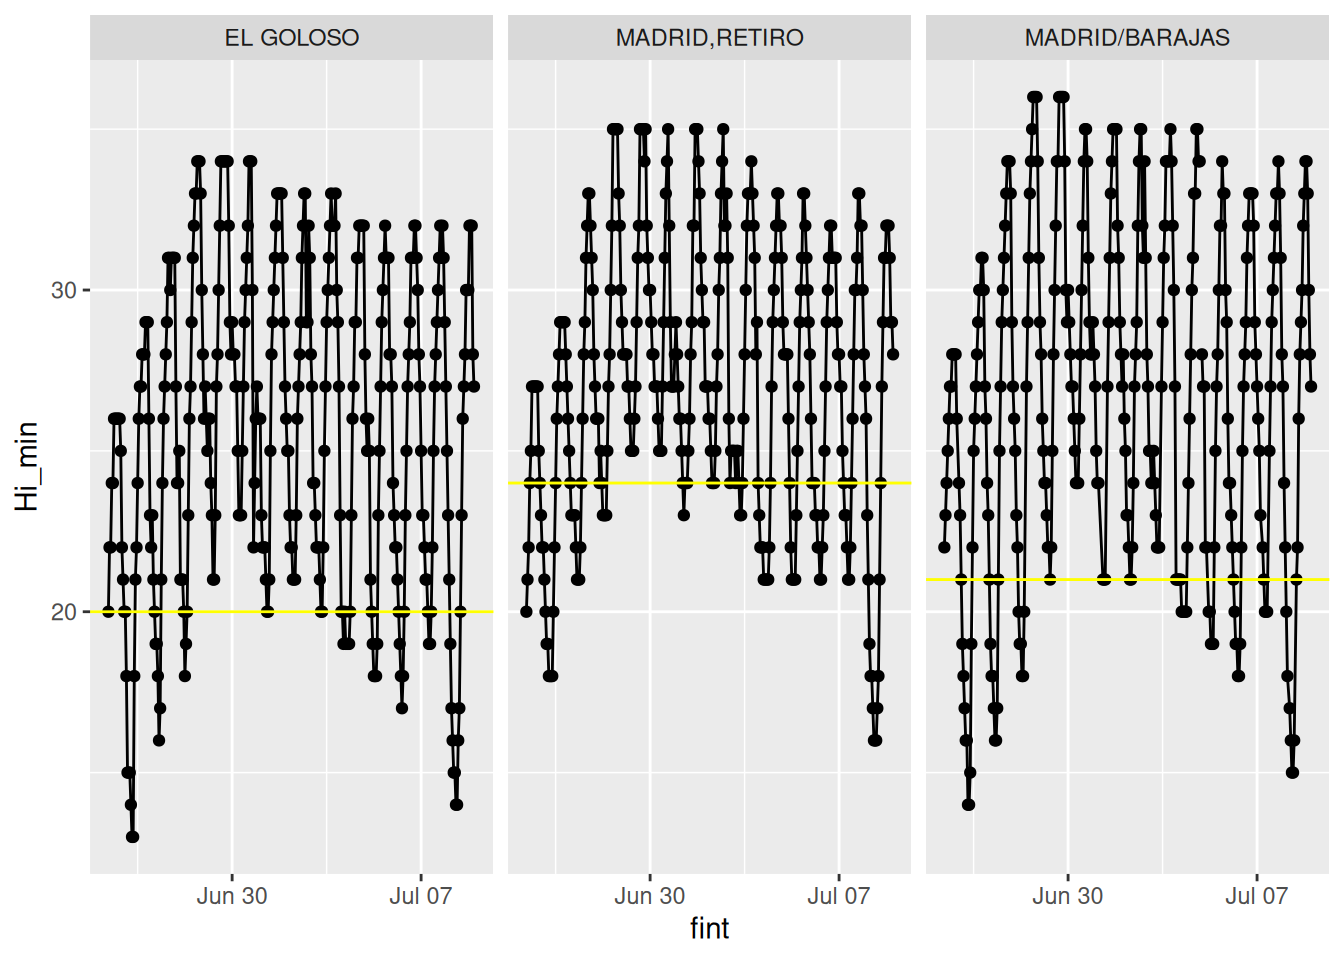 EL GOLOSO
MADRID,RETIRO
MADRID/BARAJAS
Hi_min
30
20
Jun 30
Jul 07
Jun 30
Jul 07
Jun 30
Jul 07
fint